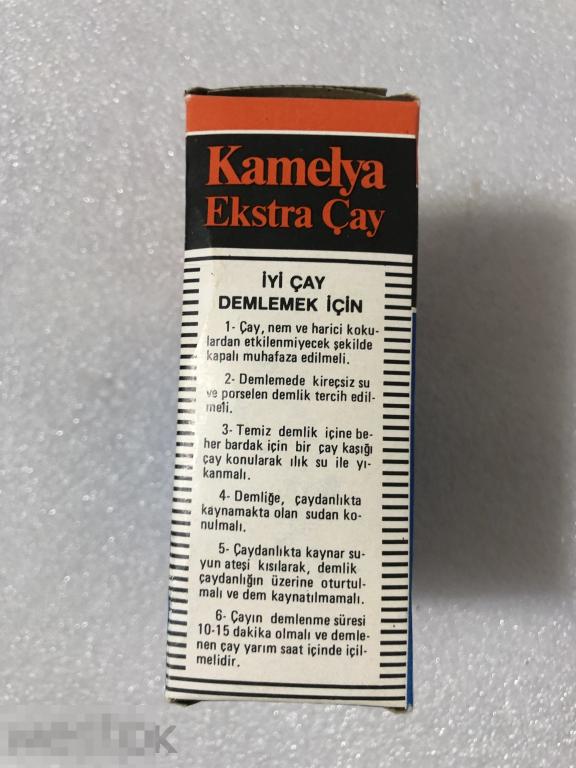 Kamelya
Ekstra Çay
İYİ ÇAY
DEMLEMEK İÇİN
1- Çay, nem ve harici koku-
lardan etkilenmiyecek şekilde
kapalı muhafaza edilmeli.
2- Demlemede kireçsiz su
ve porselen demlik tercih edil-
meli.
3- Temiz demlik içine be-
her bardak için bir çay kaşığı
çay konularak ılık su ile yı-
kanmalı.
4- Demliğe, çaydanlıkta
kaynamakta olan sudan ko-
nulmalı.
5- Çaydanlıkta kaynar su-
yun ateşi kısılarak, demlik
çaydanlığın üzerine oturtul-
malı ve dem kaynatılmamalı.
6- Çayın demlenme süresi
10-15 dakika olmalı ve demle-
nen çay yarım saat içinde içil-
melidir.